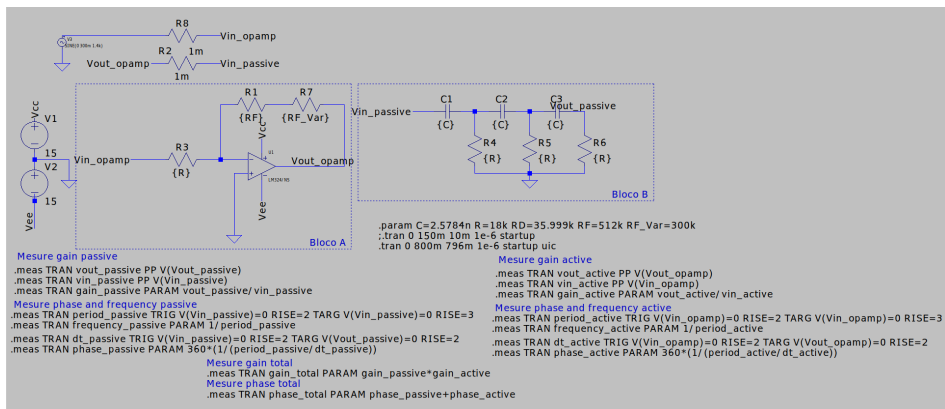 R8
Vin_opamp
1m
V3
SINE(0 300m 1.4k)
R2
Vout_opamp
Vin_passive
1m
Vcc
V1
15
V2
15
Vee
R1
{RF}
R7
{RF_Var}
Vcc
Vin_opamp
R3
{R}
U1
LM324/NS
Vout_opamp
Vee
Bloco A
Vin_passive
C1
{C}
C2
{C}
C3
{C}
Vout_passive
R4
{R}
R5
{R}
R6
{R}
Bloco B
.param C=2.5784n R=18k RD=35.999k RF=512k RF_Var=300k
;.tran 0 150m 10m 1e-6 startup
.tran 0 800m 796m 1e-6 startup uic
Mesure gain passive
.meas TRAN vout_passive PP V(Vout_passive)
.meas TRAN vin_passive PP V(Vin_passive)
.meas TRAN gain_passive PARAM vout_passive/vin_passive
Mesure phase and frequency passive
.meas TRAN period_passive TRIG V(Vin_passive)=0 RISE=2 TARG V(Vin_passive)=0 RISE=3
.meas TRAN frequency_passive PARAM 1/period_passive
.meas TRAN dt_passive TRIG V(Vin_passive)=0 RISE=2 TARG V(Vout_passive)=0 RISE=2
.meas TRAN phase_passive PARAM 360*(1/(period_passive/dt_passive))
Mesure gain active
.meas TRAN vout_active PP V(Vout_opamp)
.meas TRAN vin_active PP V(Vin_opamp)
.meas TRAN gain_active PARAM vout_active/vin_active
Mesure phase and frequency active
.meas TRAN period_active TRIG V(Vin_opamp)=0 RISE=2 TARG V(Vin_opamp)=0 RISE=3
.meas TRAN frequency_active PARAM 1/period_active
.meas TRAN dt_active TRIG V(Vin_opamp)=0 RISE=2 TARG V(Vout_opamp)=0 RISE=2
.meas TRAN phase_active PARAM 360*(1/(period_active/dt_active))
Mesure gain total
.meas TRAN gain_total PARAM gain_passive*gain_active
Mesure phase total
.meas TRAN phase_total PARAM phase_passive+phase_active